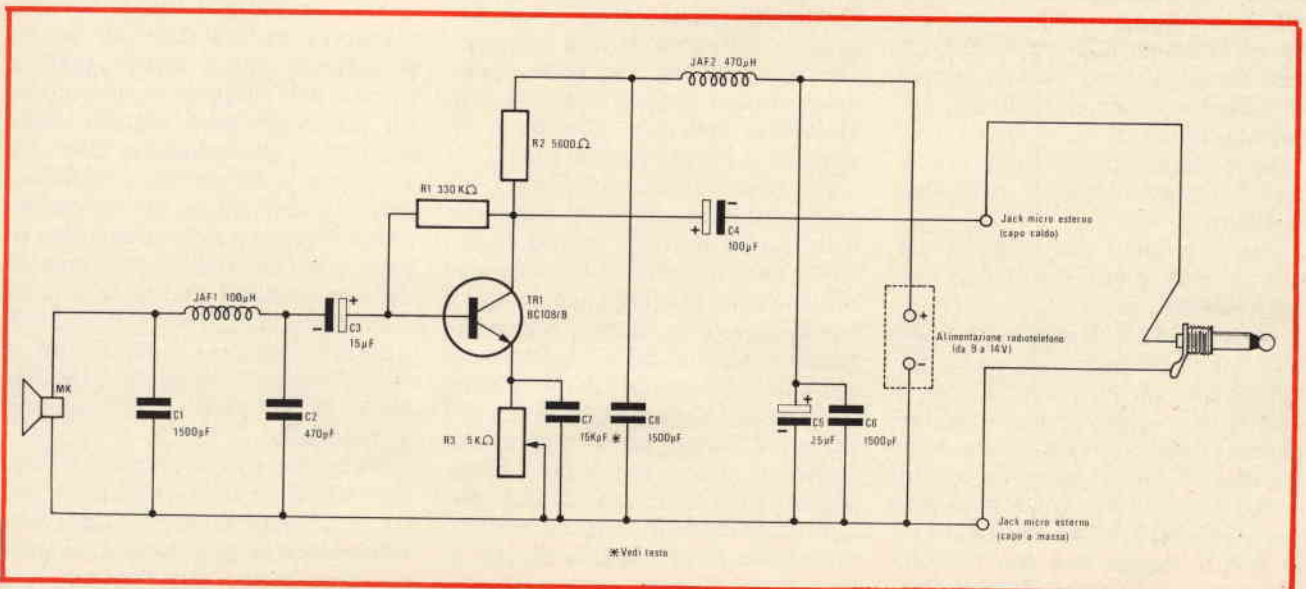 JAF2 470µH
R2 5600Ω
R1 330 KΩ
C4
100µF
Jack micro esterno
(capo caldo)
JAF1 100µH
TR1
BC108/B
C3
15µF
Alimentazione radiotelefono
(da 9 a 14V)
MK
C1
1500pF
C2
470pF
R3 5KΩ
C7
15KpF
C8
1500pF
C5
25µF
C6
1500pF
Jack micro esterno
(capo a massa)
Vedi testo